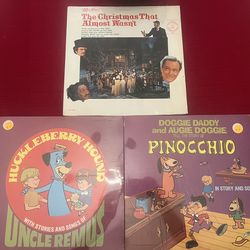 The Christmas That
Almost Wasn't
HUCKLEBERRY HOUND
WITH STORIES AND SONGS OF
UNCLE REMUS
DOGGIE DADDY
and AUGIE DOGGIE
PINOCCHIO
IN STORY AND